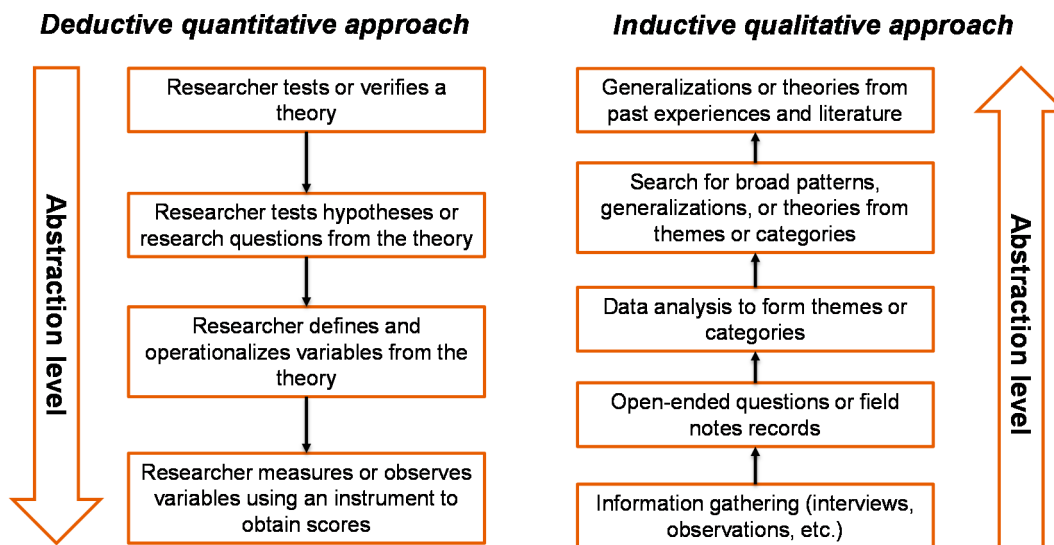 Deductive quantitative approach
Abstraction level
Researcher tests or verifies a
theory
Researcher tests hypotheses or
research questions from the theory
Researcher defines and
operationalizes variables from the
theory
Researcher measures or observes
variables using an instrument to
obtain scores
Inductive qualitative approach
Generalizations or theories from
past experiences and literature
Search for broad patterns,
generalizations, or theories from
themes or categories
Data analysis to form themes or
categories
Open-ended questions or field
notes records
Information gathering (interviews,
observations, etc.)
Abstraction level